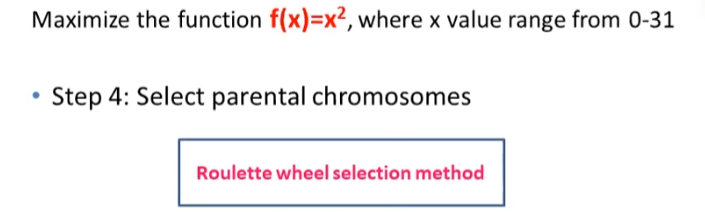 Maximize the function f(x)=x², where x value range from 0-31
• Step 4: Select parental chromosomes
Roulette wheel selection method